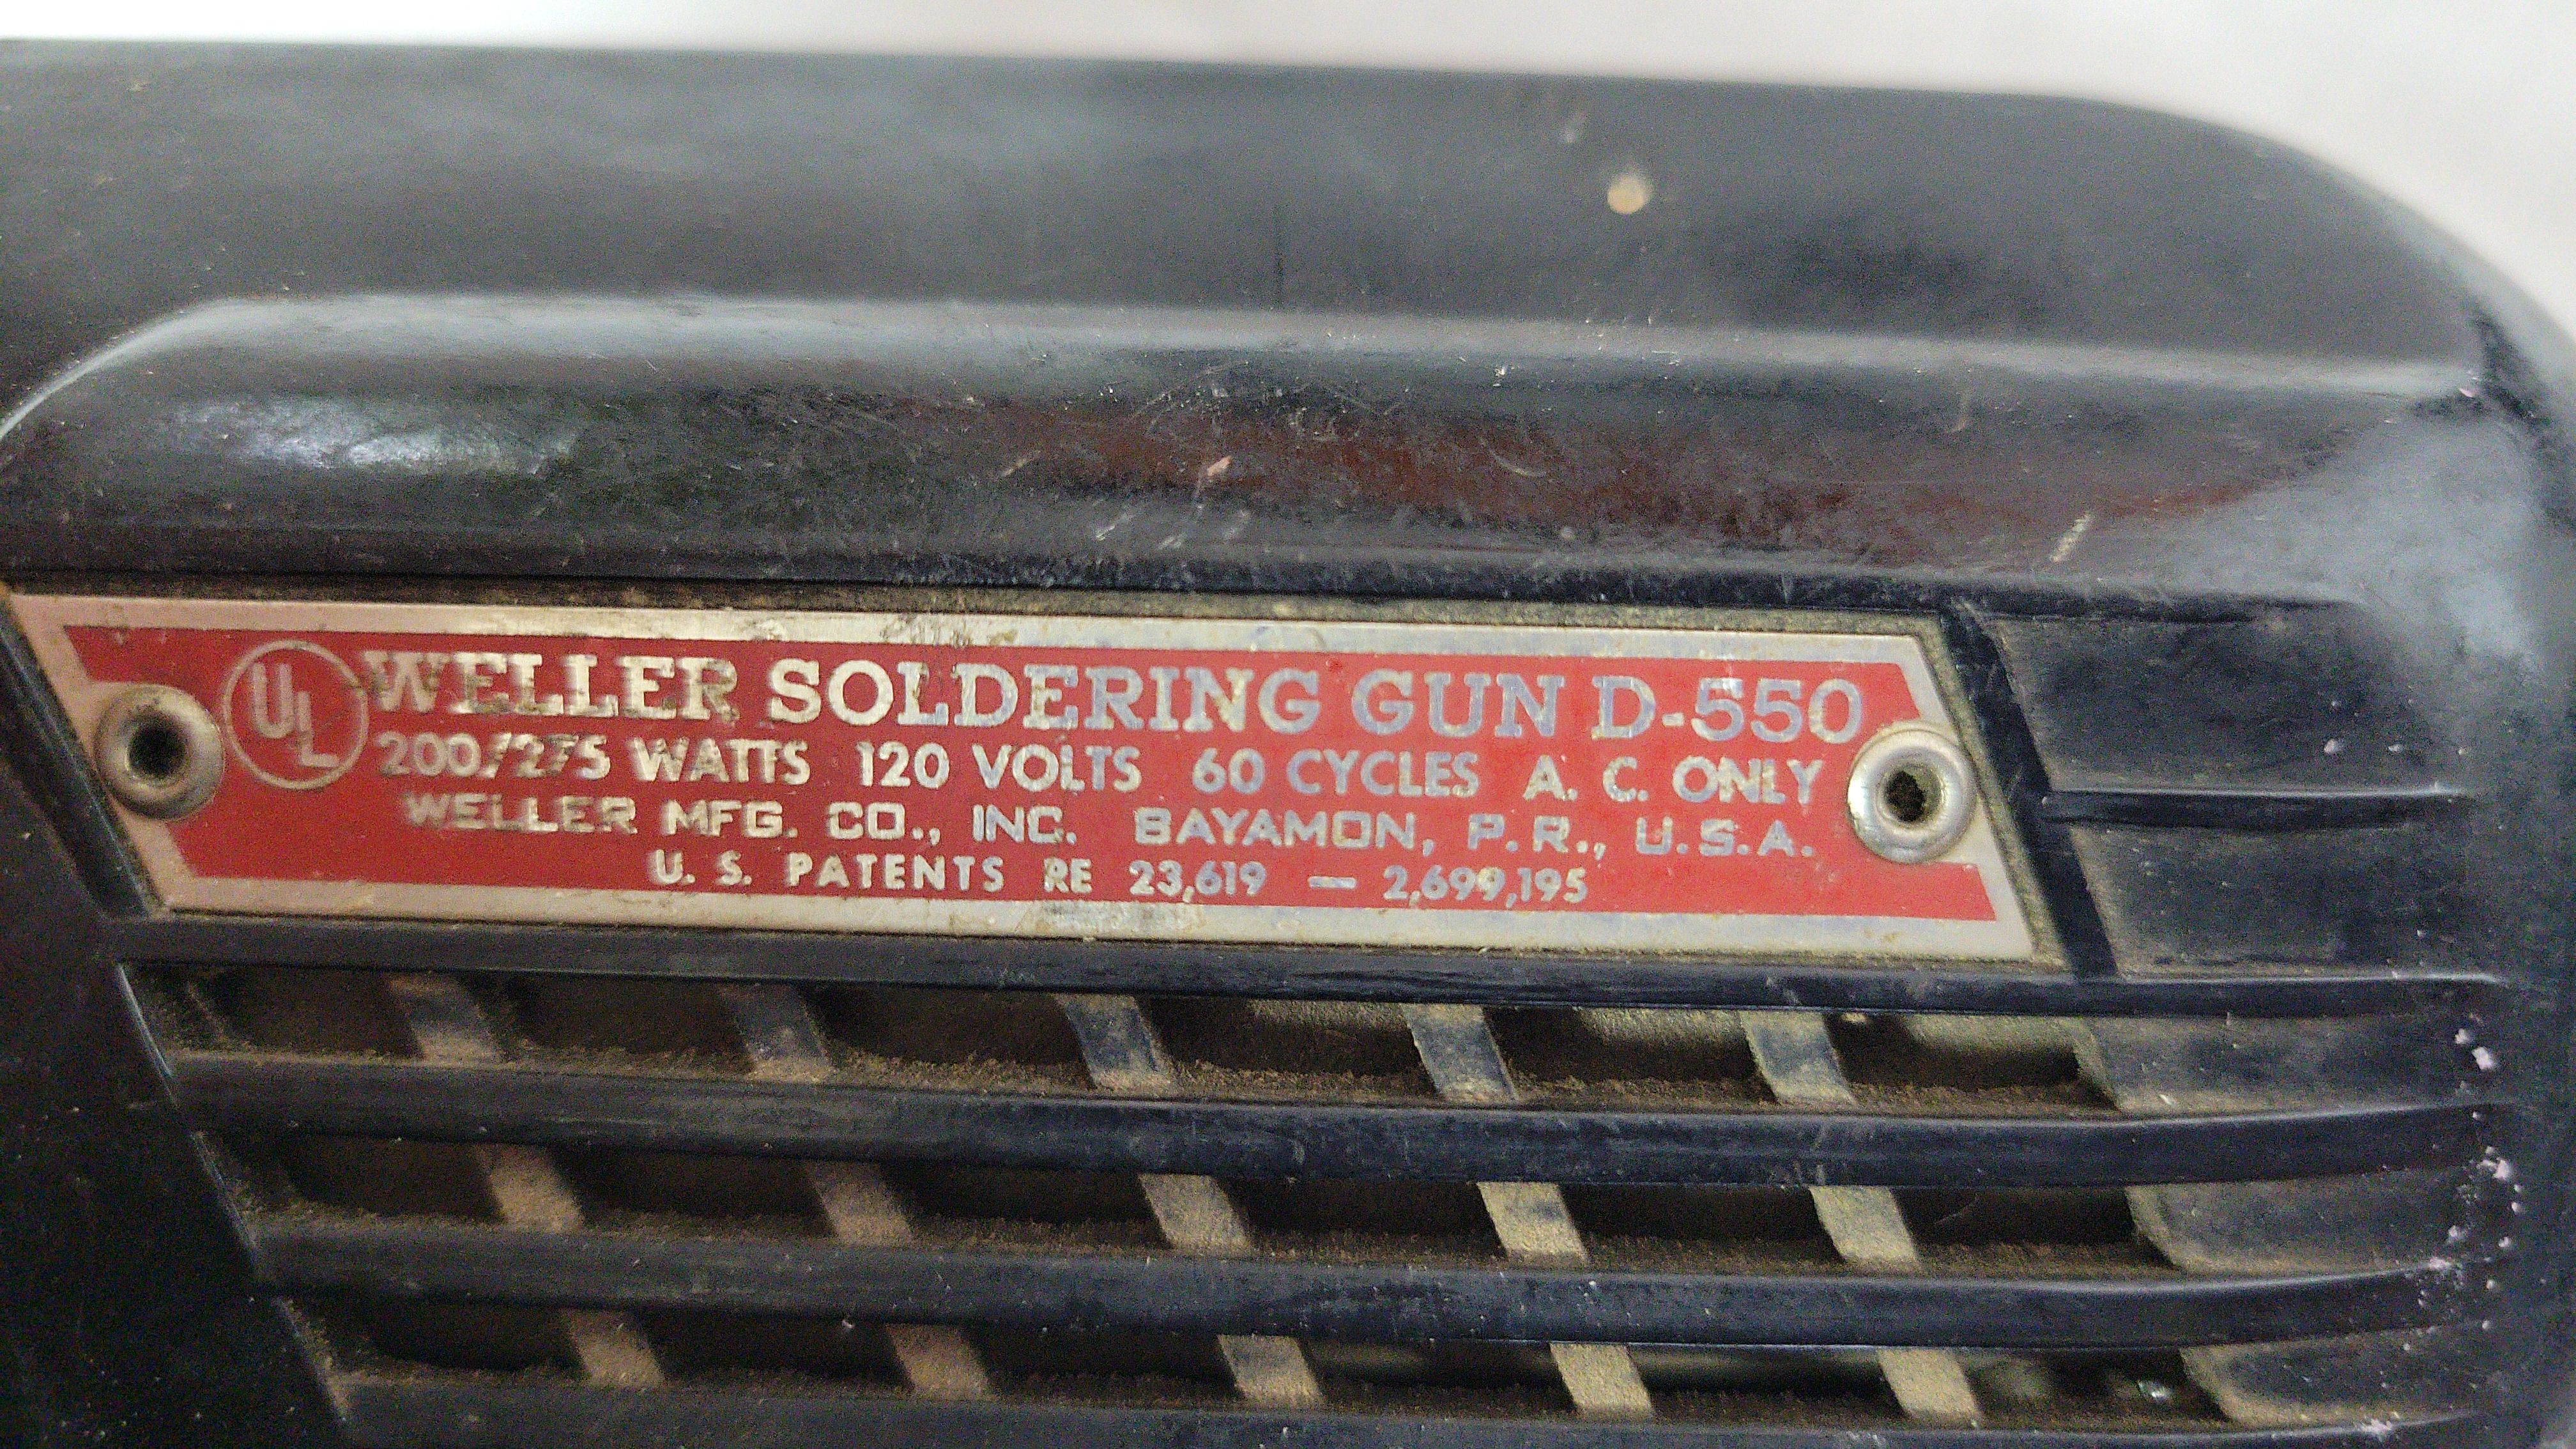 UL WELLER SOLDERING GUN D-550
200/275 WATTS 120 VOLTS 60 CYCLES A. C. ONLY
WELLER MFG. CO., INC. BAYAMON, P.R., U.S.A.
U. S. PATENTS RE 23,619 — 2,699,195